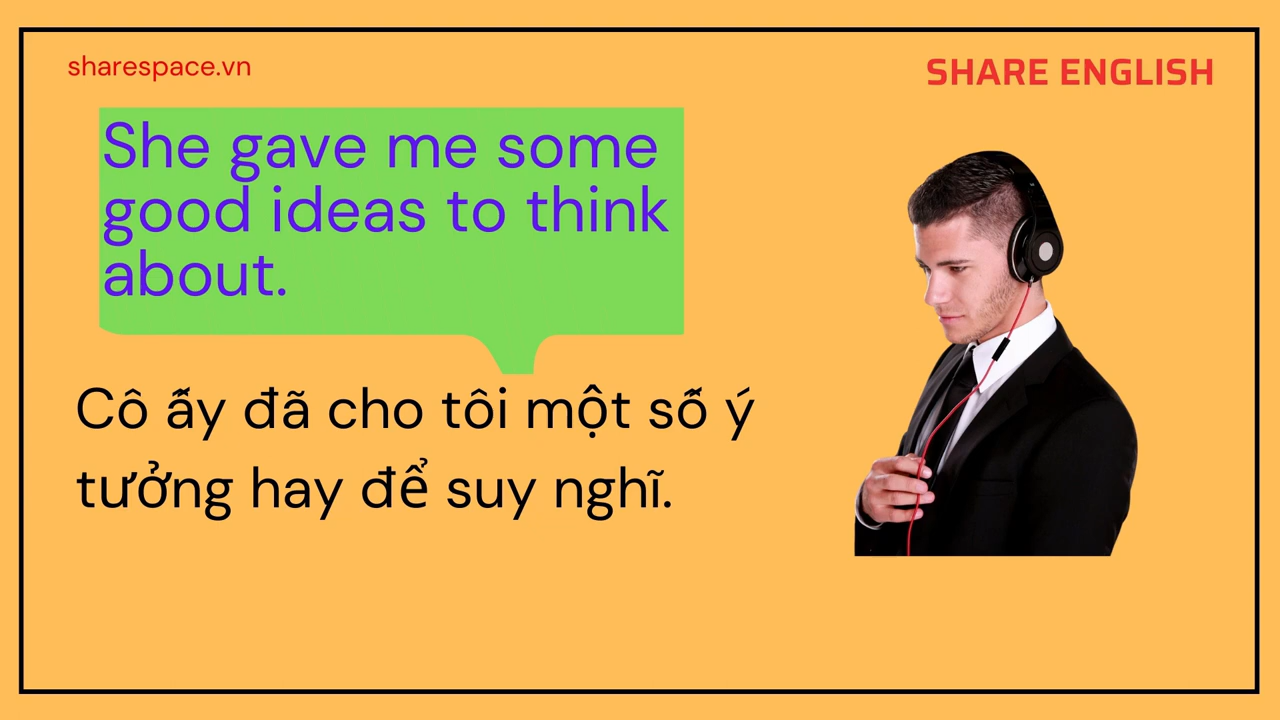 sharespace.vn
SHARE ENGLISH
She gave me some
good ideas to think
about.
Cô ấy đã cho tôi một số ý
tưởng hay để suy nghĩ.